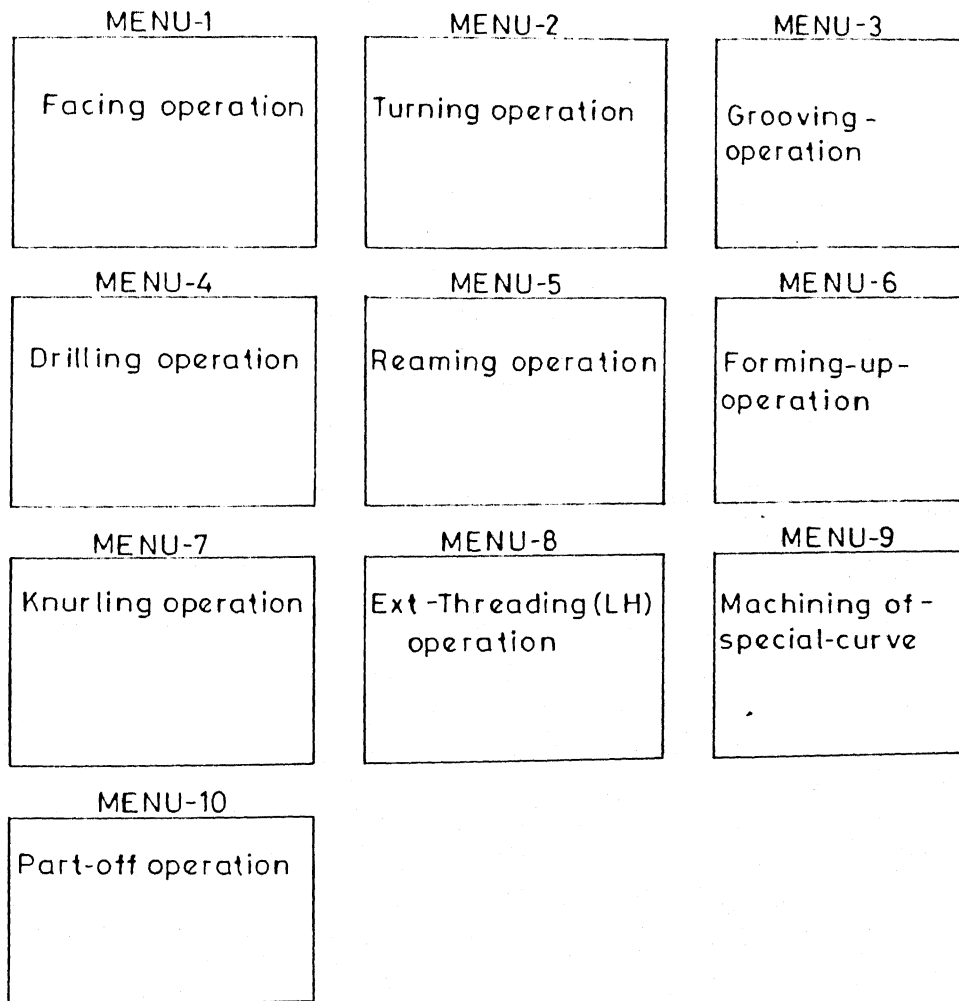 MENU-1
Facing operation
MENU-2
Turning operation
MENU-3
Grooving-
operation
MENU-4
Drilling operation
MENU-5
Reaming operation
MENU-6
Forming-up-
operation
MENU-7
Knurling operation
MENU-8
Ext-Threading(LH)
operation
MENU-9
Machining of-
special-curve
MENU-10
Part-off operation